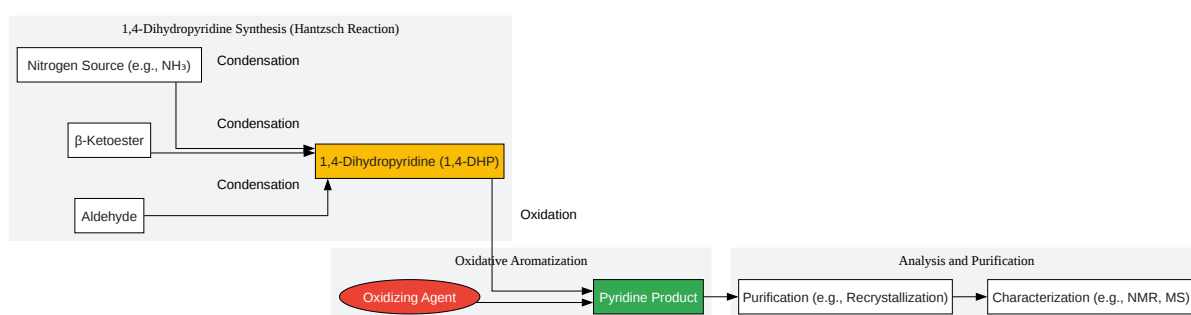 1,4-Dihydropyridine Synthesis (Hantzsch Reaction)
Nitrogen Source (e.g., NH₃)
Condensation
Condensation
β-Ketoester
1,4-Dihydropyridine (1,4-DHP)
Condensation
Aldehyde
Oxidation
Oxidative Aromatization
Analysis and Purification
Oxidizing Agent
Pyridine Product
Purification (e.g., Recrystallization)
Characterization (e.g., NMR, MS)